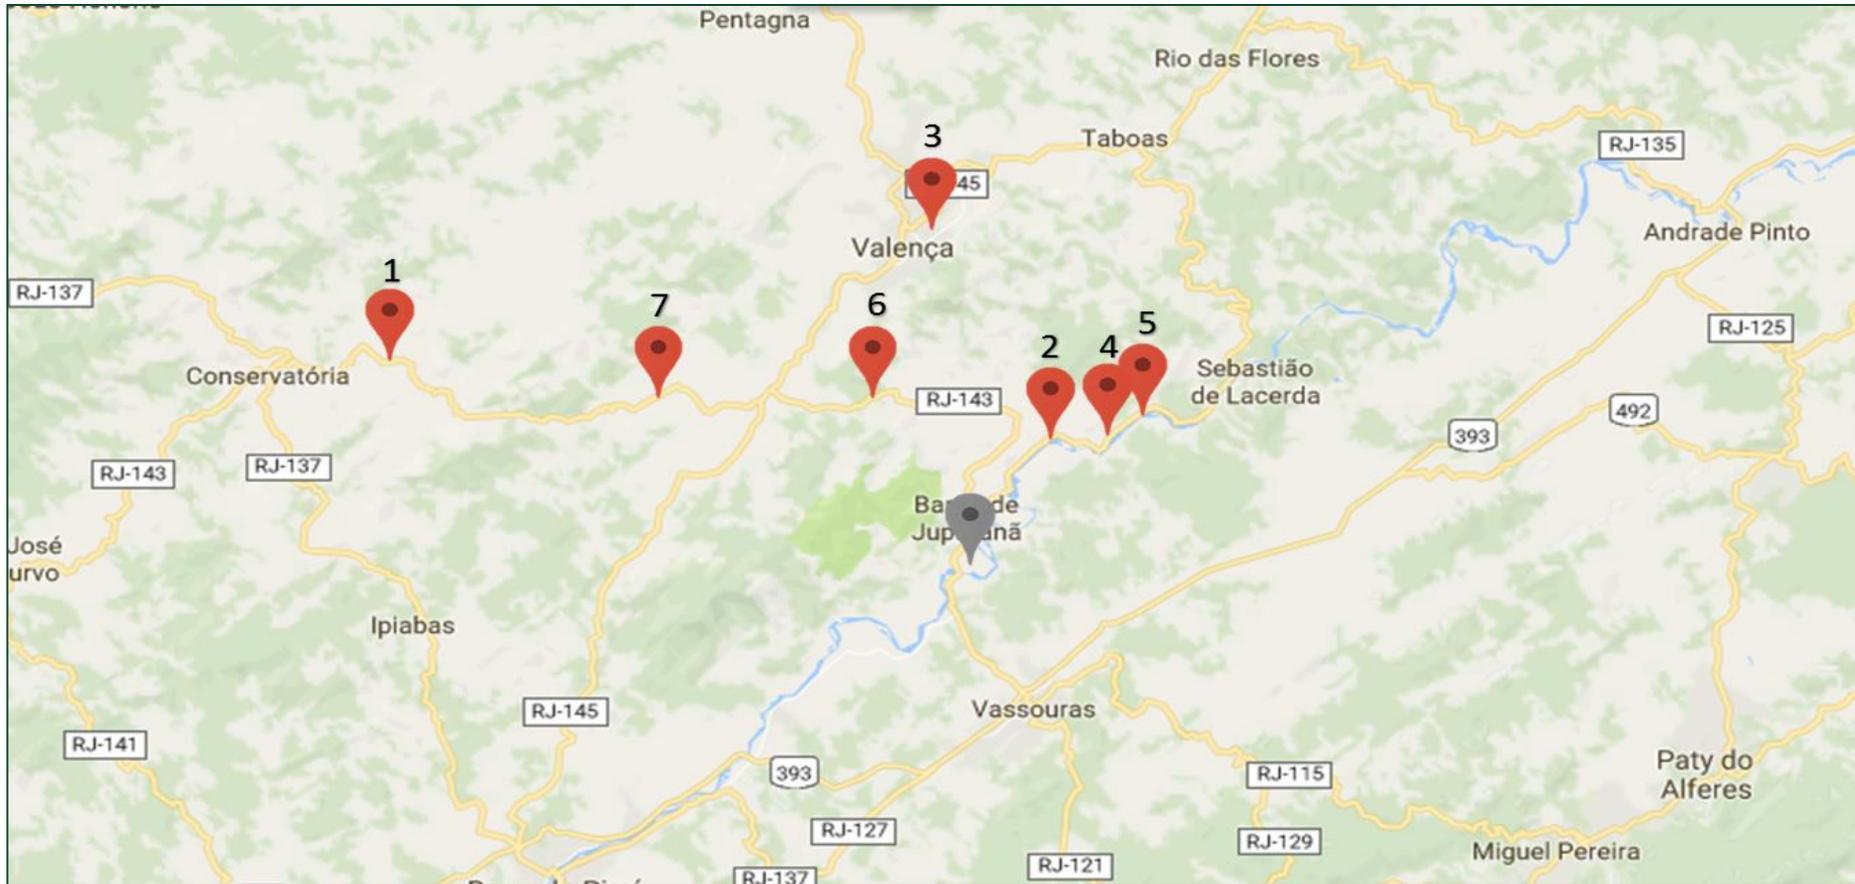 Pentagna
Rio das Flores
3
Taboas
RJ-135
45
Andrade Pinto
Valença
1
RJ-137
7
6
5
RJ-125
2
4
Conservatória
Sebastião
de Lacerda
RJ-143
492
393
RJ-143
RJ-137
José
urvo
Ipiabas
Vassouras
RJ-145
RJ-141
393
RJ-115
Paty do
Alferes
RJ-127
RJ-129
Miguel Pereira
RJ-121
RJ-137